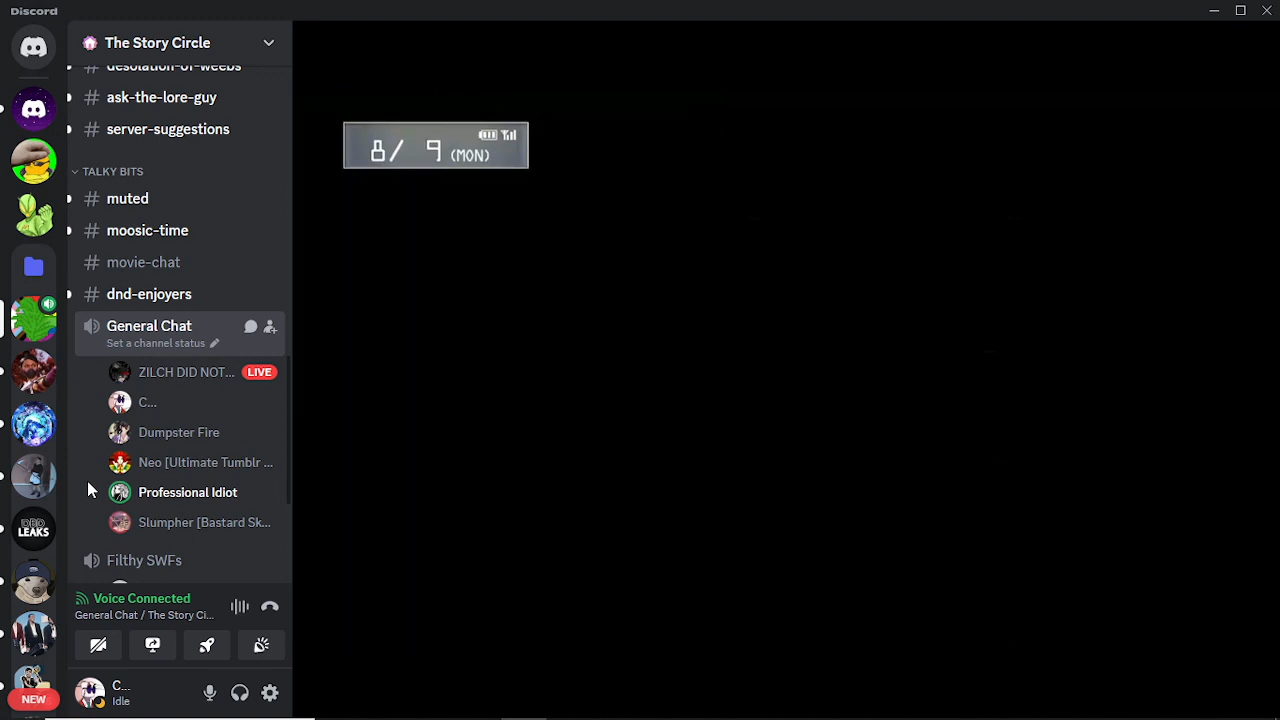 Discord
The Story Circle
desolation-of-weebs
# ask-the-lore-guy
# server-suggestions
TALKY BITS
# muted
# moosic-time
# movie-chat
# dnd-enjoyers
General Chat
Set a channel status
ZILCH DID NOT... LIVE
C...
Dumpster Fire
Neo [Ultimate Tumblr ...
Professional Idiot
Slumpher [Bastard Sk...
Filthy SWFs
Voice Connected
General Chat / The Story Ci...
C...
Idle
DBD
LEAKS
NEW
8/ 9 (MON)